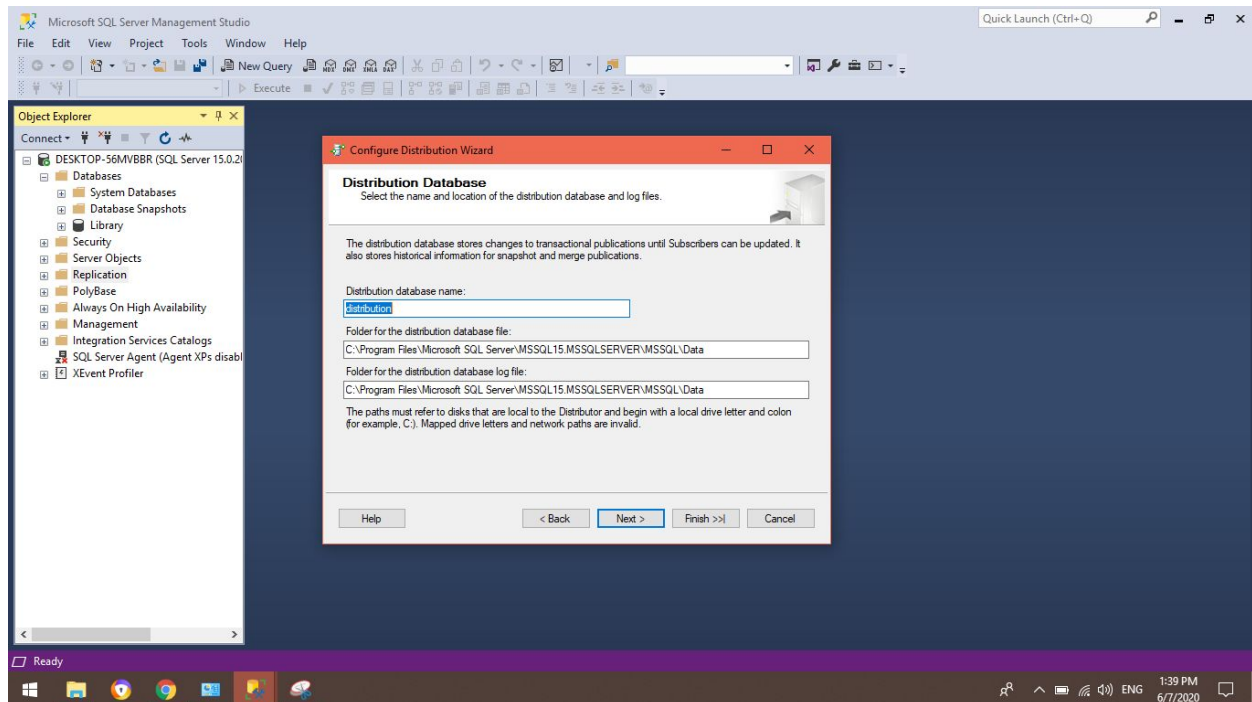 Microsoft SQL Server Management Studio
Quick Launch (Ctrl+Q)
File Edit View Project Tools Window Help
New Query
MDX DMX XMLA DAX
Execute
Object Explorer
Connect
DESKTOP-56MVBBR (SQL Server 15.0.20
Databases
System Databases
Database Snapshots
Library
Security
Server Objects
Replication
PolyBase
Always On High Availability
Management
Integration Services Catalogs
SQL Server Agent (Agent XPs disabl
XEvent Profiler
Configure Distribution Wizard
Distribution Database
Select the name and location of the distribution database and log files.
The distribution database stores changes to transactional publications until Subscribers can be updated. It
also stores historical information for snapshot and merge publications.
Distribution database name:
distribution
Folder for the distribution database file:
C:\Program Files\Microsoft SQL Server\MSSQL15.MSSQLSERVER\MSSQL\Data
Folder for the distribution database log file:
C:\Program Files\Microsoft SQL Server\MSSQL15.MSSQLSERVER\MSSQL\Data
The paths must refer to disks that are local to the Distributor and begin with a local drive letter and colon
(for example, C:). Mapped drive letters and network paths are invalid.
Help < Back Next > Finish >>| Cancel
Ready
ENG
1:39 PM
6/7/2020